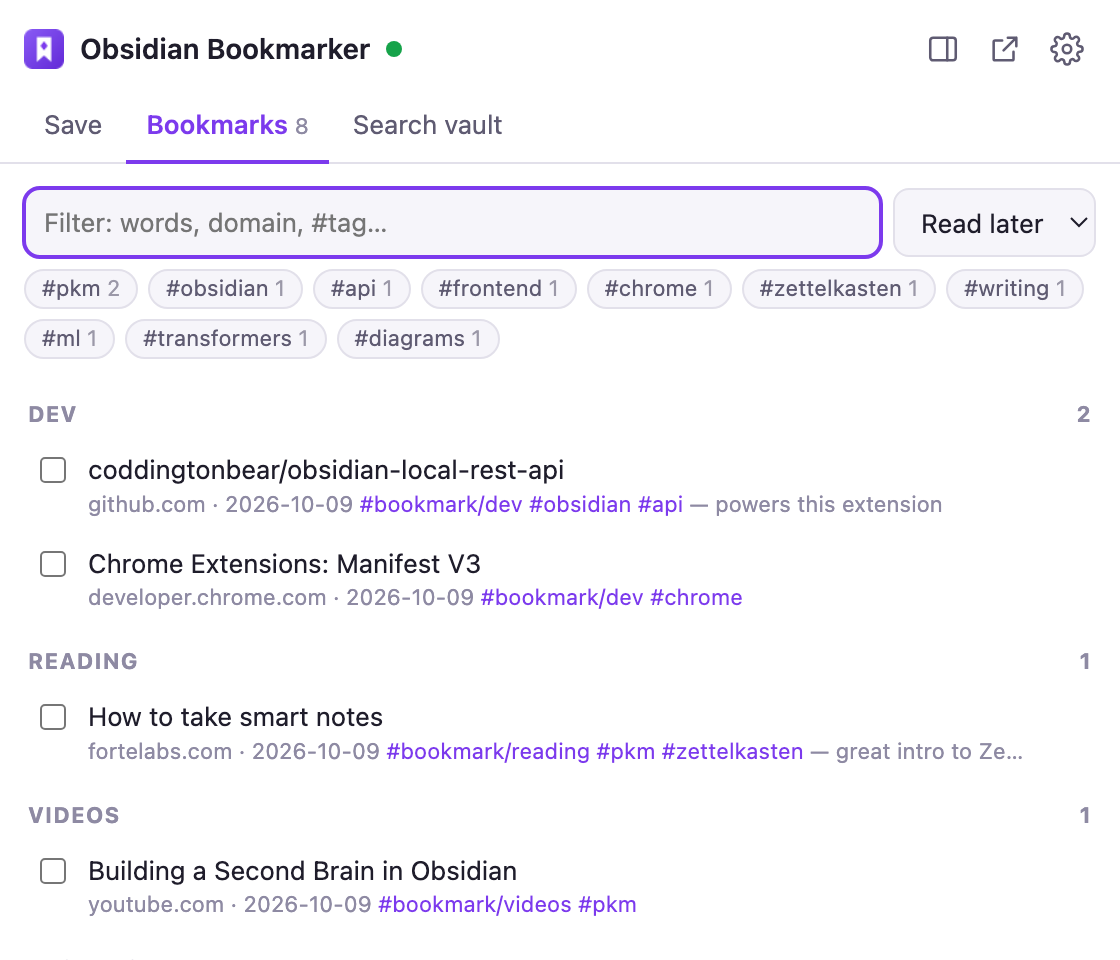 Obsidian Bookmarker
Save Bookmarks 8 Search vault
Filter: words, domain, #tag... Read later
#pkm 2 #obsidian 1 #api 1 #frontend 1 #chrome 1 #zettelkasten 1 #writing 1
#ml 1 #transformers 1 #diagrams 1
DEV 2
coddingtonbear/obsidian-local-rest-api
github.com · 2026-10-09 #bookmark/dev #obsidian #api — powers this extension
Chrome Extensions: Manifest V3
developer.chrome.com · 2026-10-09 #bookmark/dev #chrome
READING 1
How to take smart notes
fortelabs.com · 2026-10-09 #bookmark/reading #pkm #zettelkasten — great intro to Ze...
VIDEOS 1
Building a Second Brain in Obsidian
youtube.com · 2026-10-09 #bookmark/videos #pkm